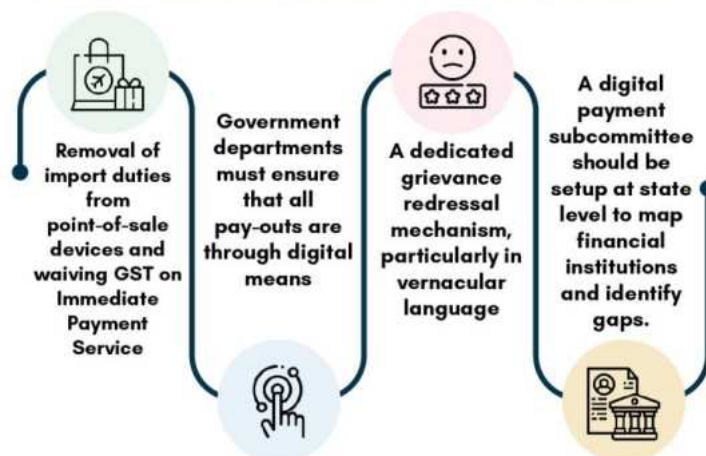 Removal of
import duties
from
point-of-sale
devices and
waiving GST on
Immediate
Payment
Service
Government
departments
must ensure
that all
pay-outs are
through digital
means
A dedicated
grievance
redressal
mechanism,
particularly in
vernacular
language
A digital
payment
subcommittee
should be
setup at state
level to map
financial
institutions
and identify
gaps.